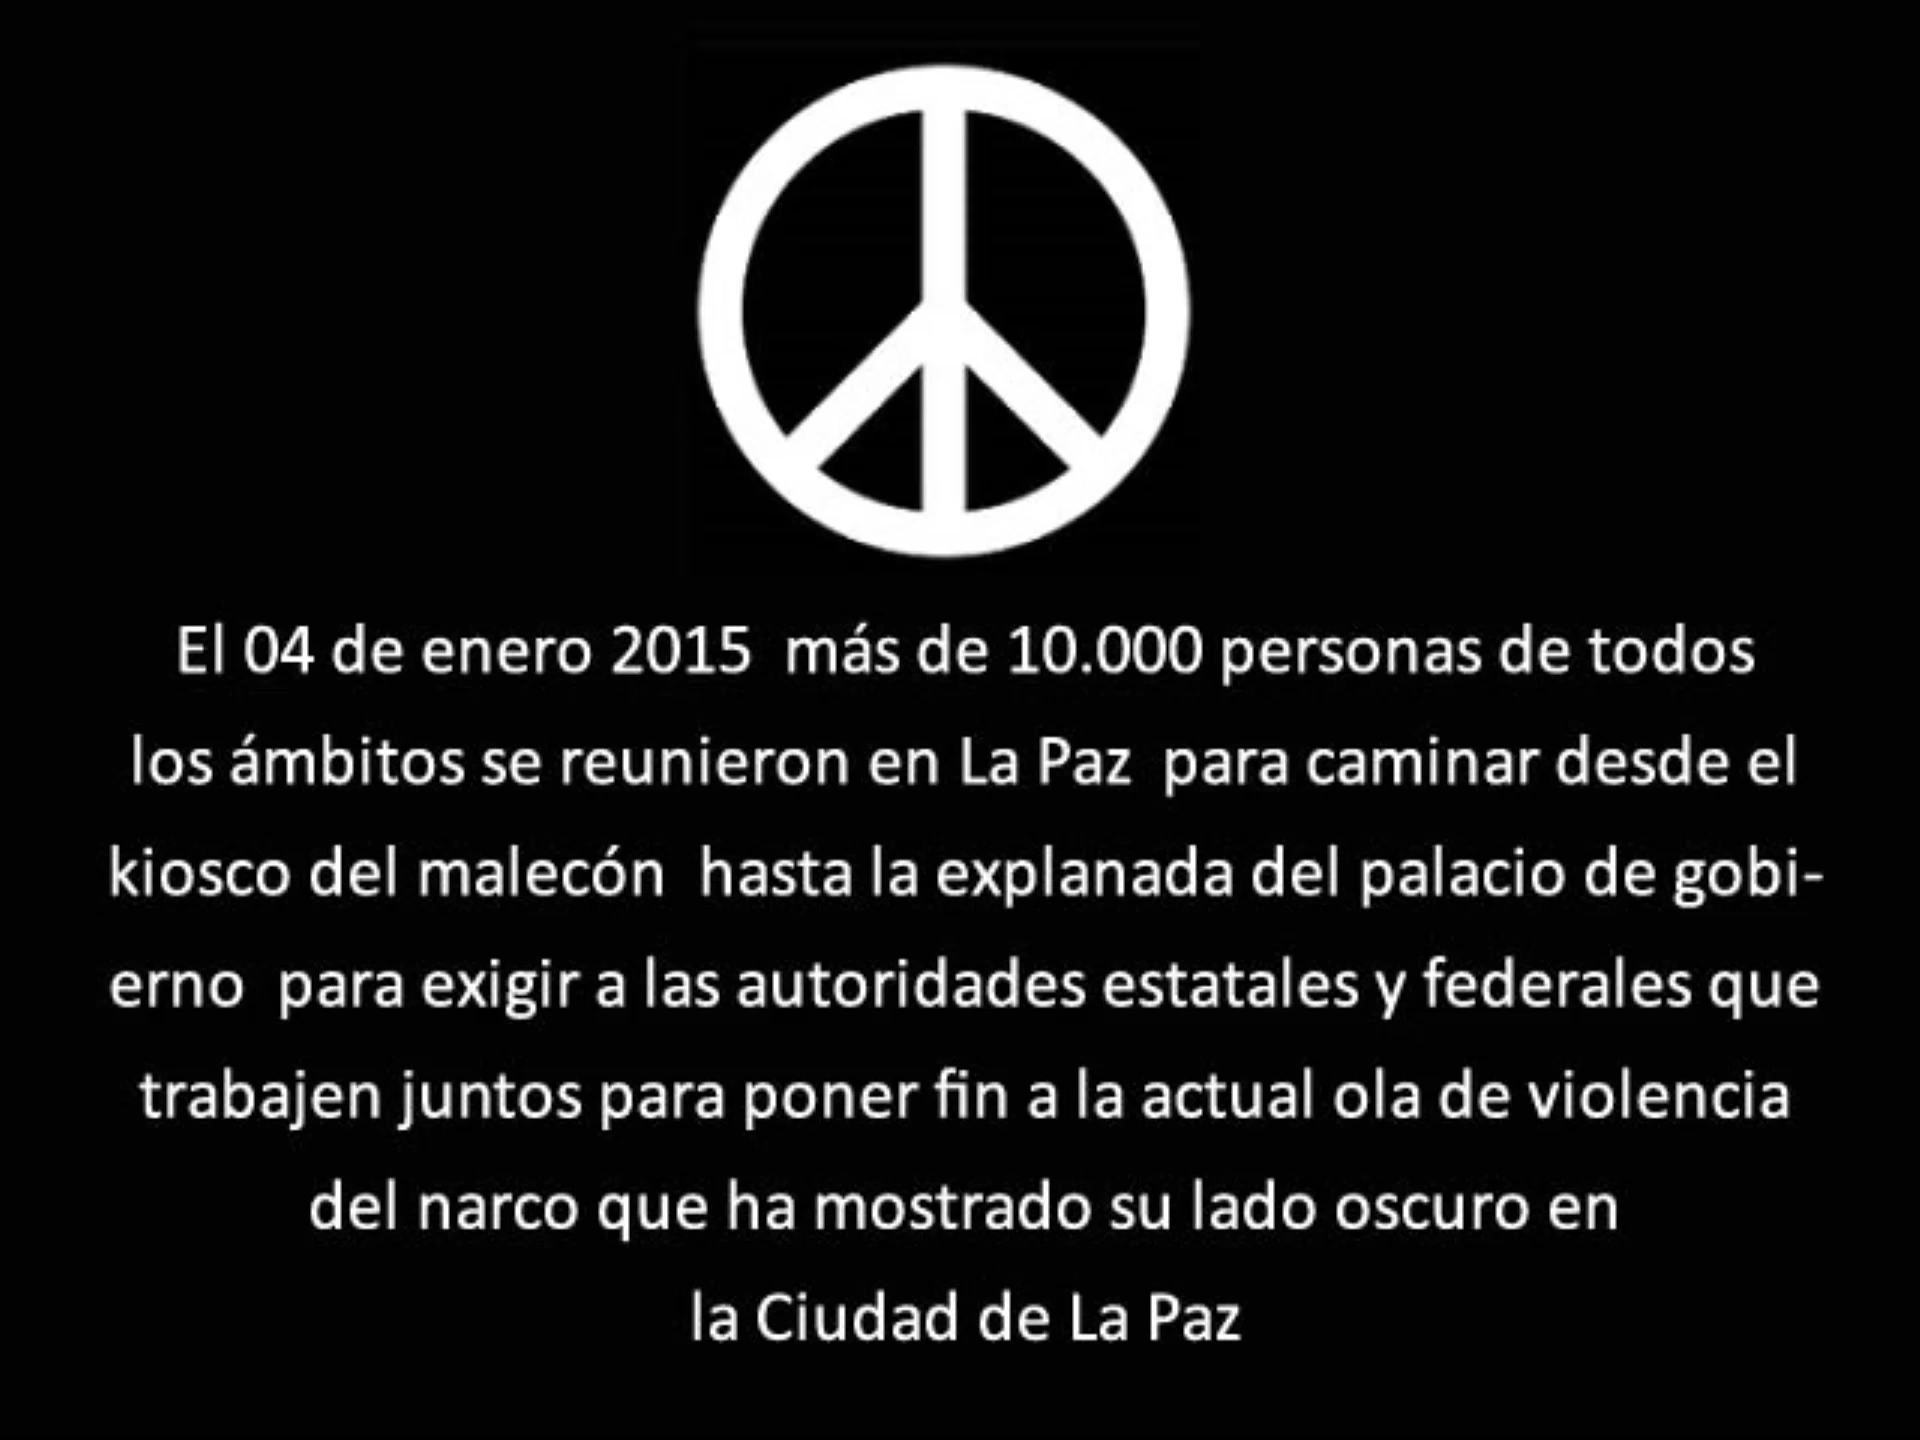 El 04 de enero 2015  más de 10.000 personas de todos
los ámbitos se reunieron en La Paz  para caminar desde el
kiosco del malecón  hasta la explanada del palacio de gobi-
erno  para exigir a las autoridades estatales y federales que
trabajen juntos para poner fin a la actual ola de violencia
del narco que ha mostrado su lado oscuro en
la Ciudad de La Paz